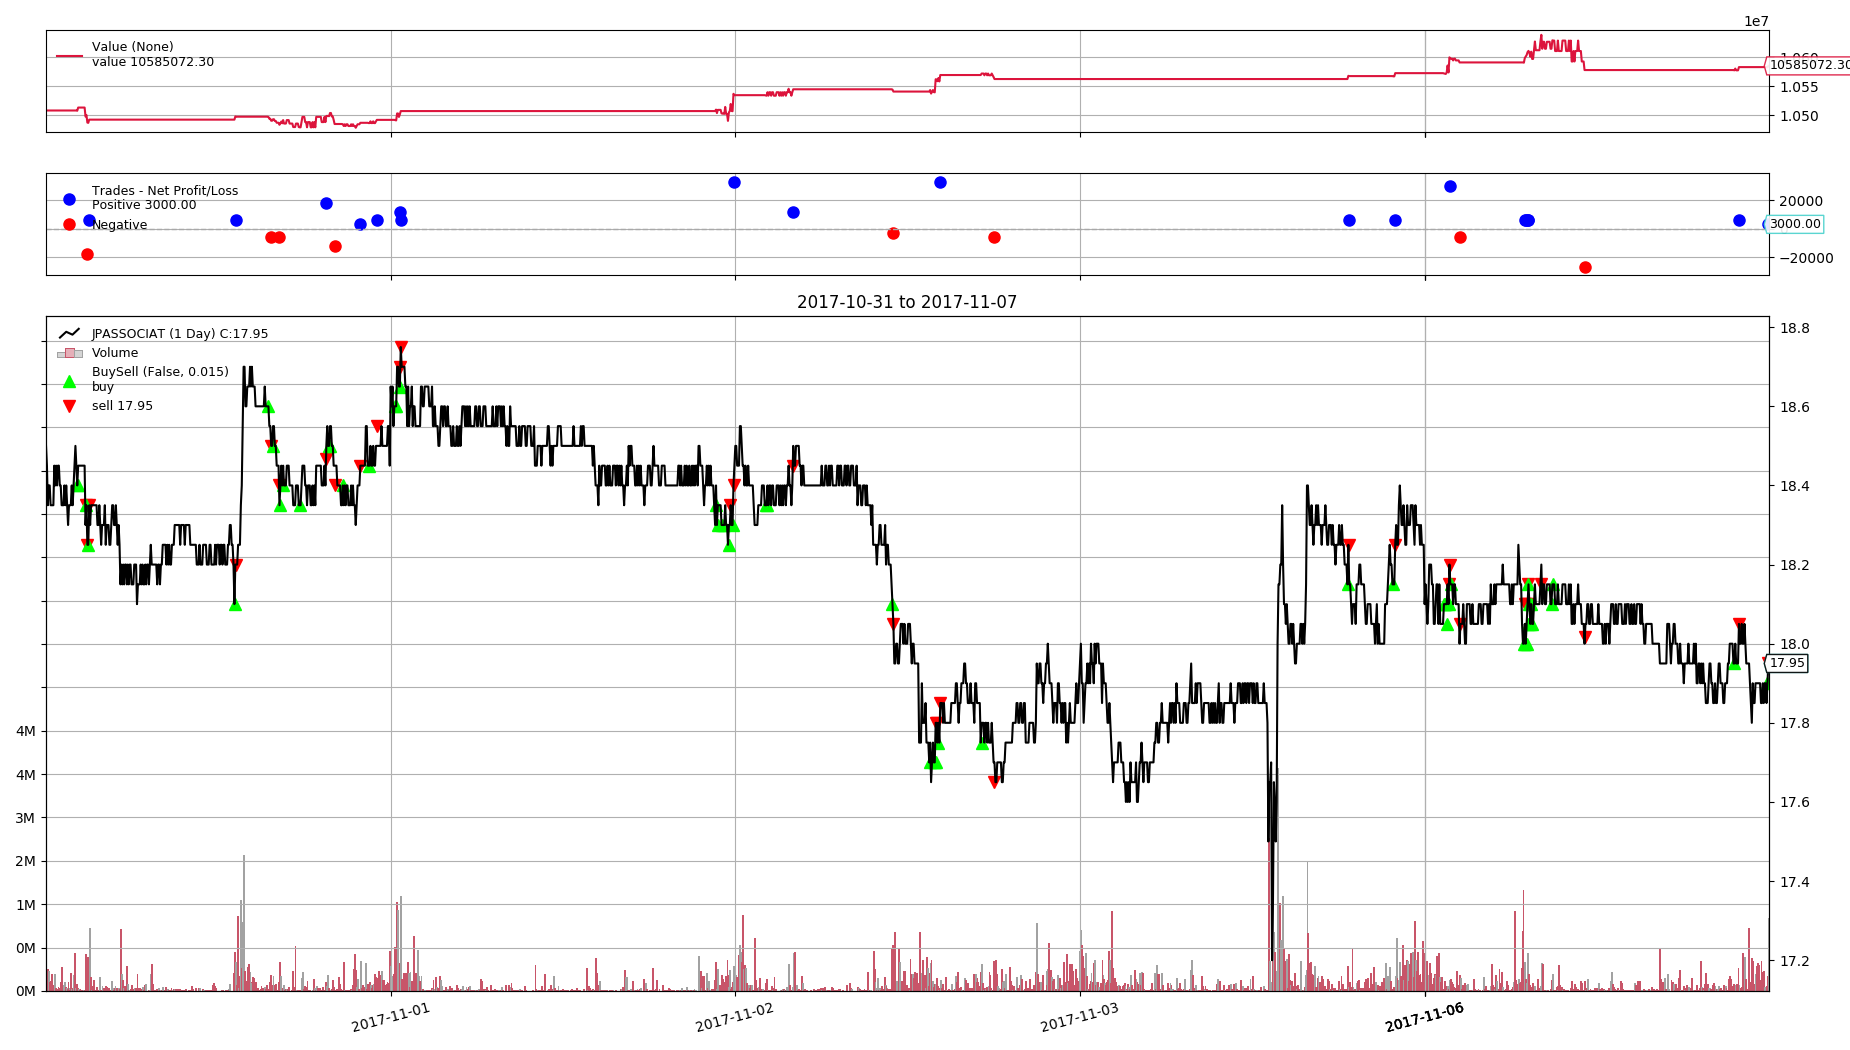 1e7
Value (None)
value 10585072.30
1.060
10585072.30
1.055
1.050
Trades - Net Profit/Loss
Positive 3000.00
Negative
20000
3000.00
−20000
2017-10-31 to 2017-11-07
JPASSOCIAT (1 Day) C:17.95
Volume
BuySell (False, 0.015)
buy
sell 17.95
18.8
18.6
18.4
18.2
18.0
17.95
17.8
17.6
17.4
17.2
4M
4M
3M
2M
1M
0M
0M
2017-11-01
2017-11-02
2017-11-03
2017-11-06